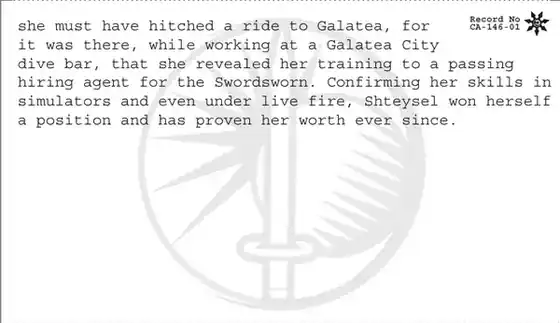 she must have hitched a ride to Galatea, for
it was there, while working at a Galatea City
dive bar, that she revealed her training to a passing
hiring agent for the Swordsworn. Confirming her skills in
simulators and even under live fire, Shteysel won herself
a position and has proven her worth ever since.
Record No
CA-146-01